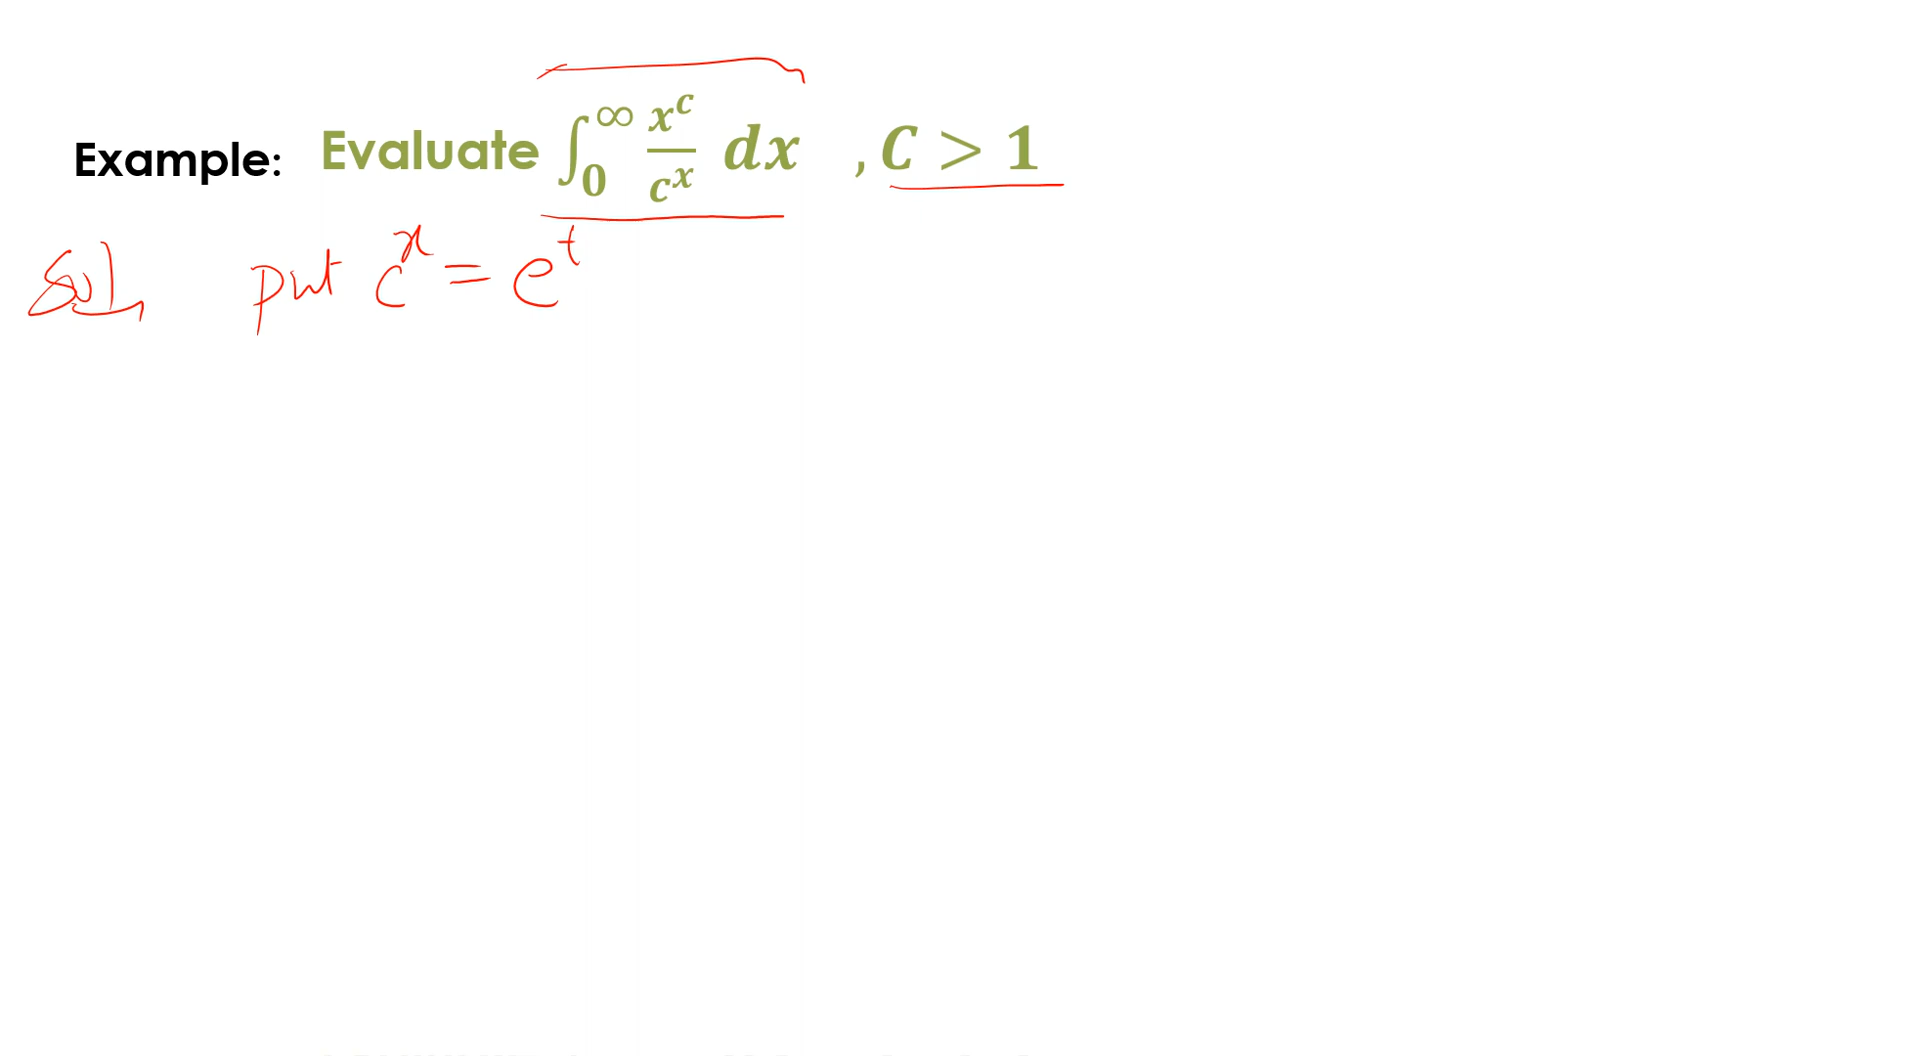 Example: Evaluate ∫₀^∞ x^c/c^x dx , C > 1
Sol, put c^x = e^t